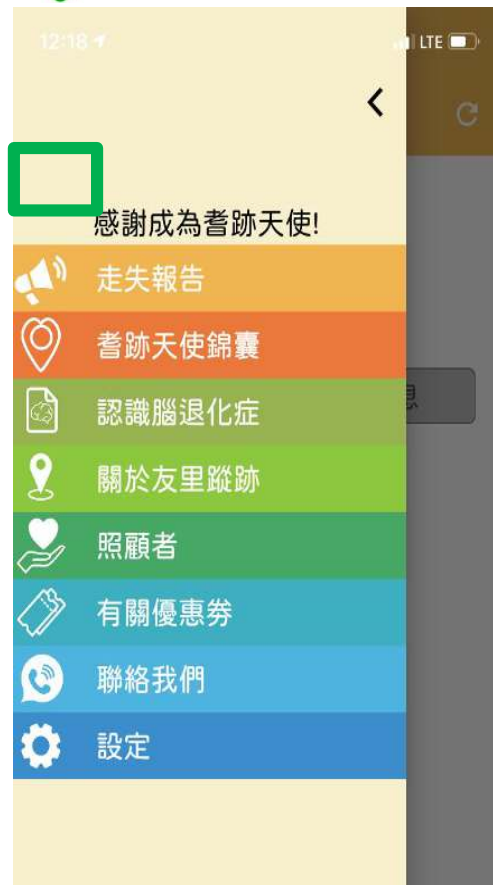 12:18 LTE
感謝成為耆跡天使!
走失報告
耆跡天使錦囊
認識腦退化症
關於友里蹤跡
照顧者
有關優惠券
聯絡我們
設定